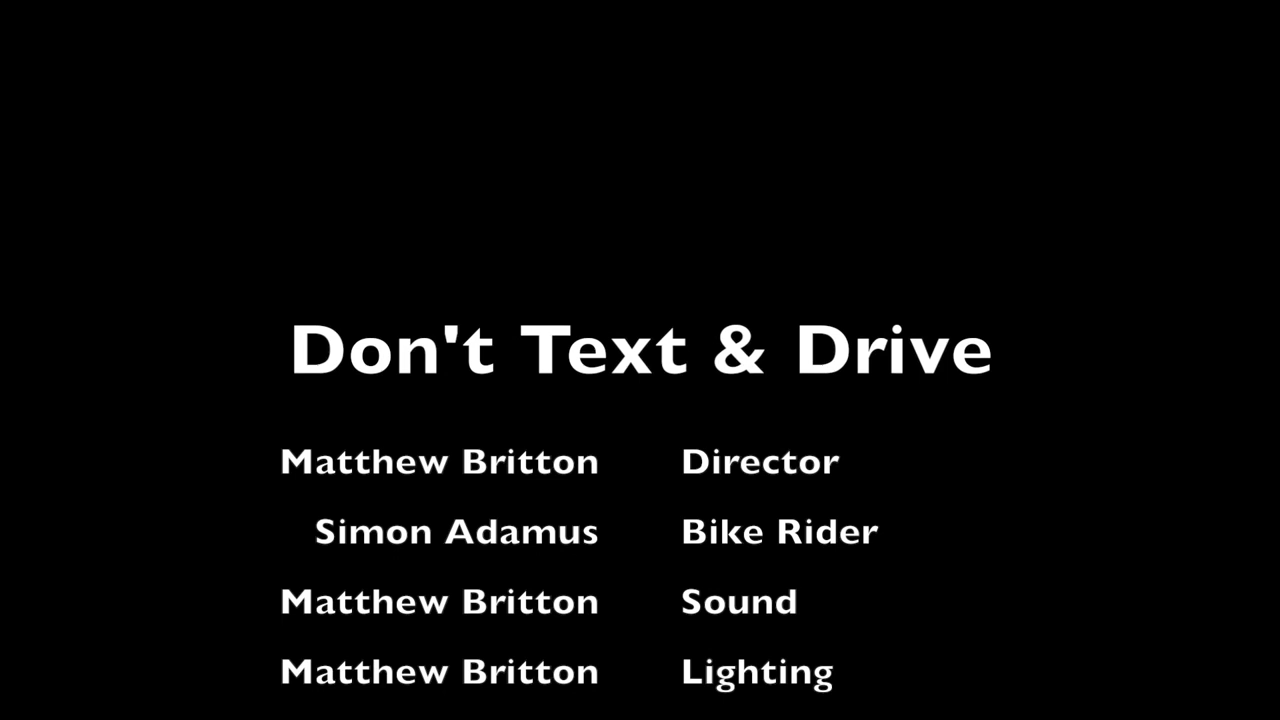 Don't Text & Drive
Matthew Britton Director
Simon Adamus Bike Rider
Matthew Britton Sound
Matthew Britton Lighting